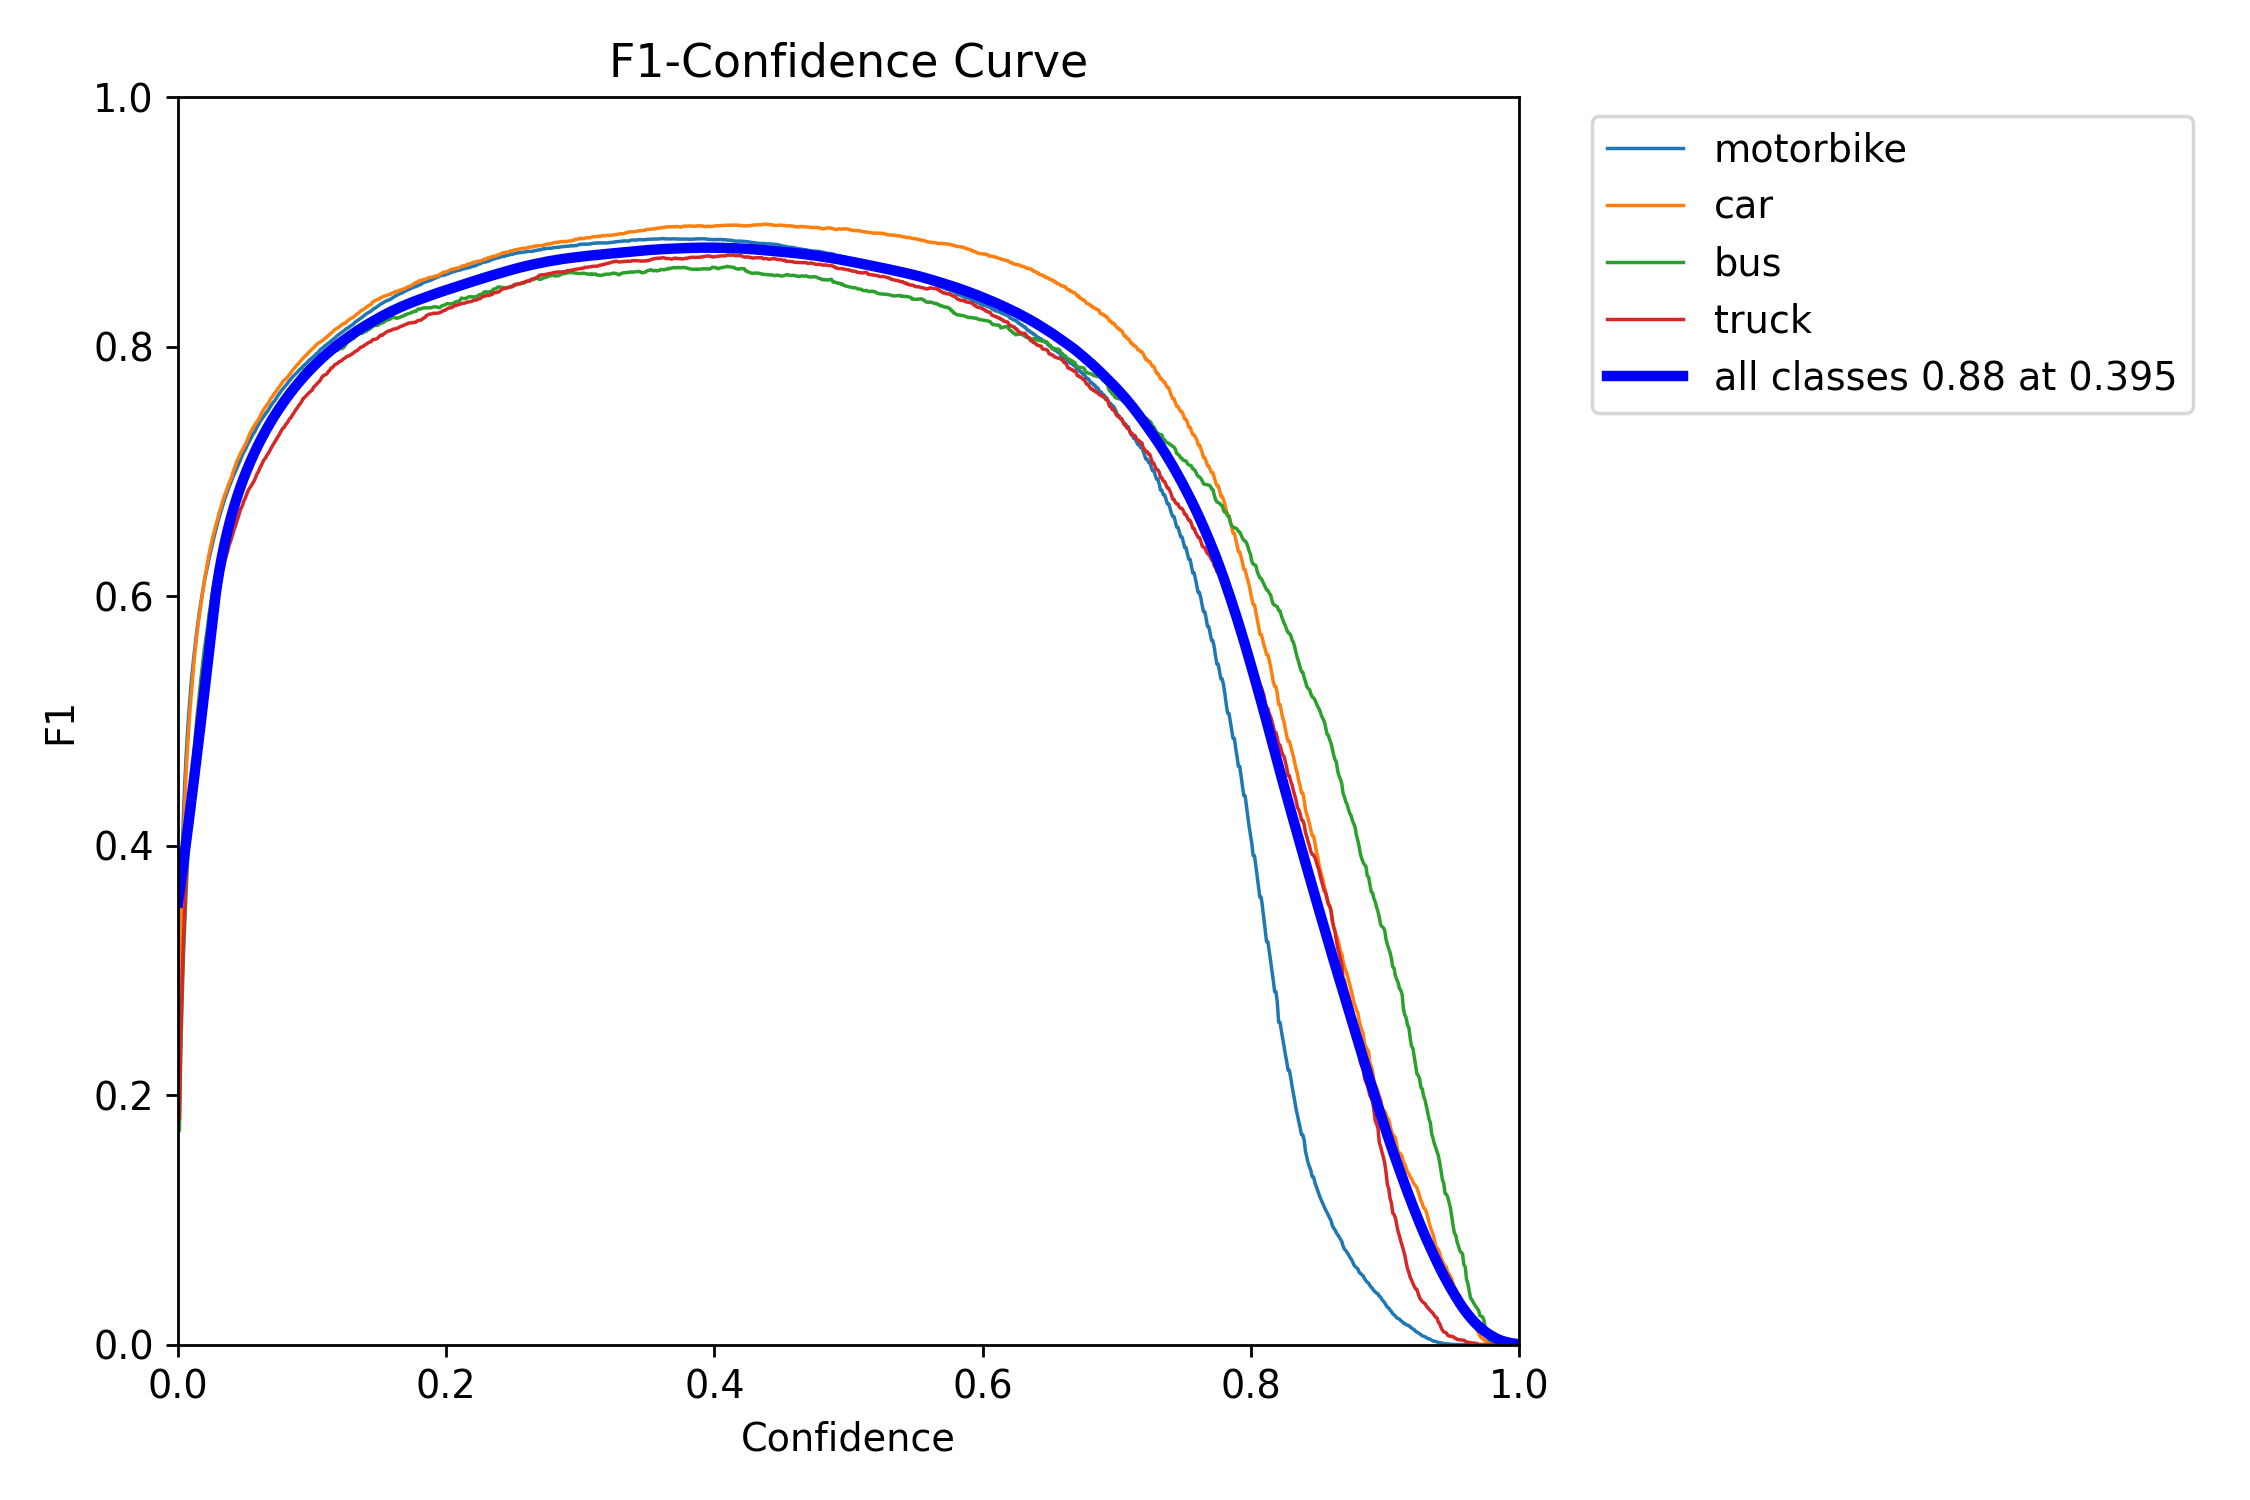 F1-Confidence Curve
1.0
0.8
0.6
0.4
0.2
0.0
F1
0.0 0.2 0.4 0.6 0.8 1.0
Confidence
motorbike
car
bus
truck
all classes 0.88 at 0.395